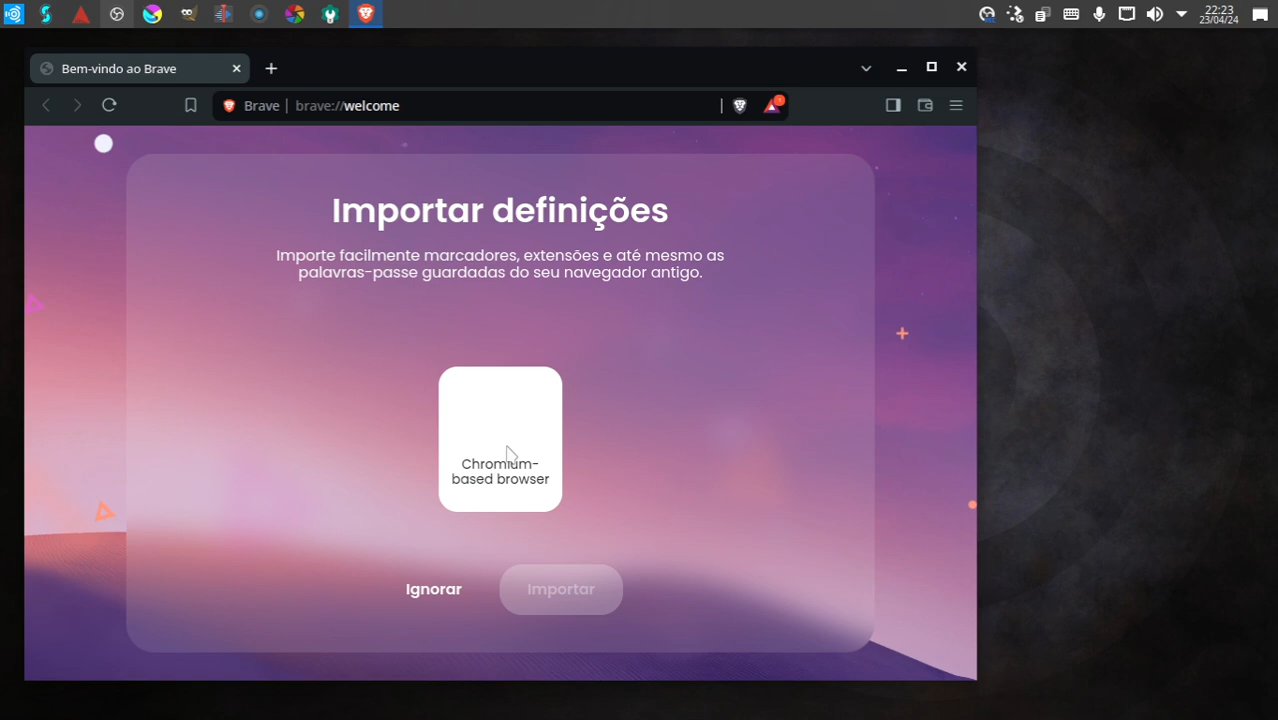 22:23
23/04/24
Bem-vindo ao Brave
Brave | brave://welcome
Importar definições
Importe facilmente marcadores, extensões e até mesmo as
palavras-passe guardadas do seu navegador antigo.
Chromium-
based browser
Ignorar
Importar